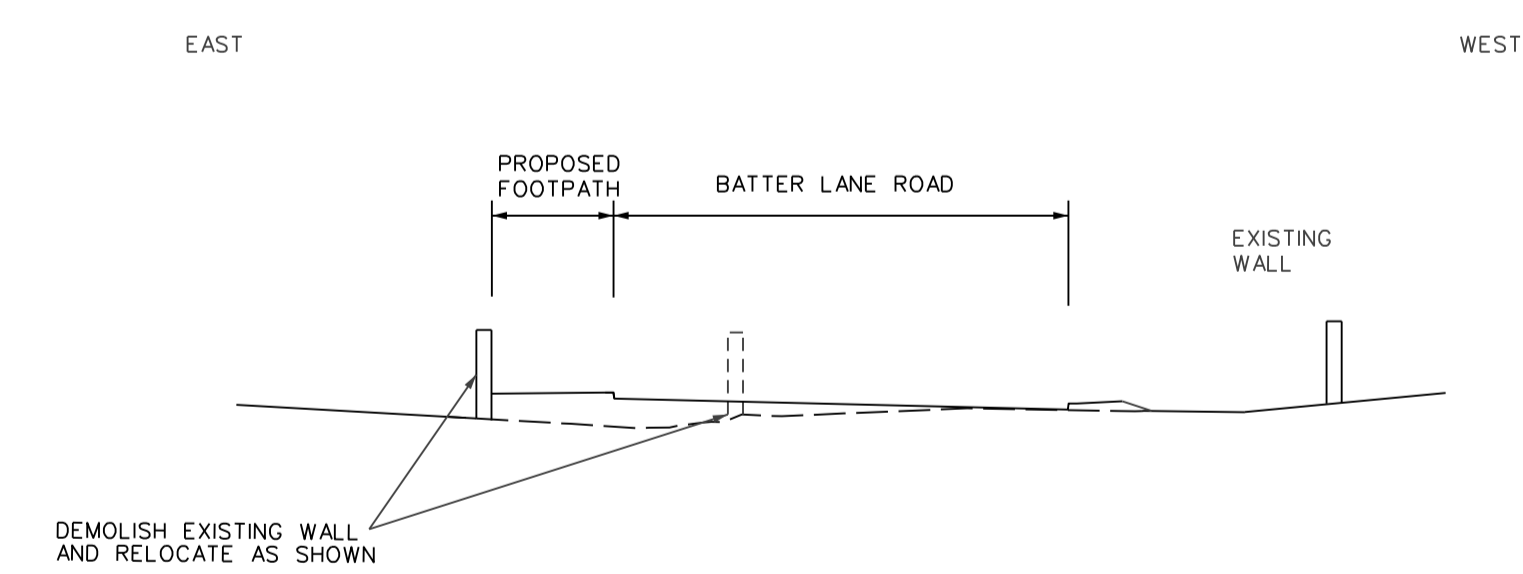 EAST
WEST
PROPOSED
FOOTPATH
BATTER LANE ROAD
EXISTING
WALL
DEMOLISH EXISTING WALL
AND RELOCATE AS SHOWN